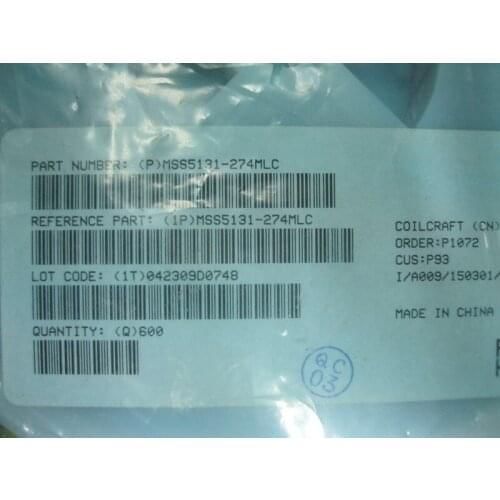 PART NUMBER: (P)MSS5131-274MLC
REFERENCE PART: (1P)MSS5131-274MLC
LOT CODE: (1T)042309D0748
QUANTITY: (Q)600
COILCRAFT (CN)
ORDER:P1072
CUS:P93
I/A009/150301/
MADE IN CHINA
QC
03